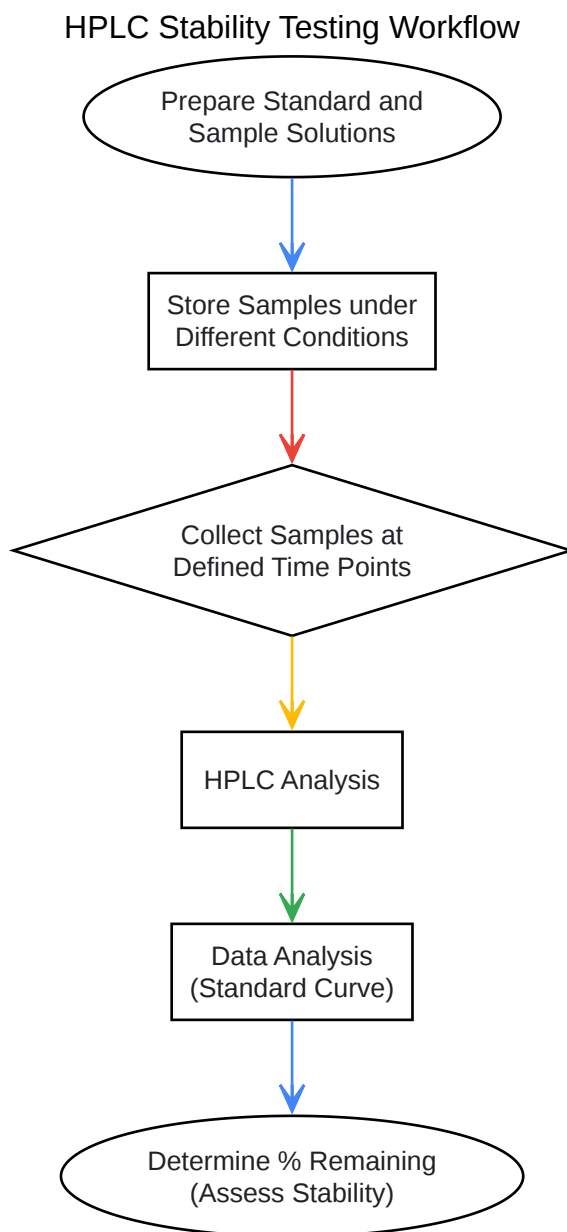 HPLC Stability Testing Workflow
Prepare Standard and
Sample Solutions
Store Samples under
Different Conditions
Collect Samples at
Defined Time Points
HPLC Analysis
Data Analysis
(Standard Curve)
Determine % Remaining
(Assess Stability)